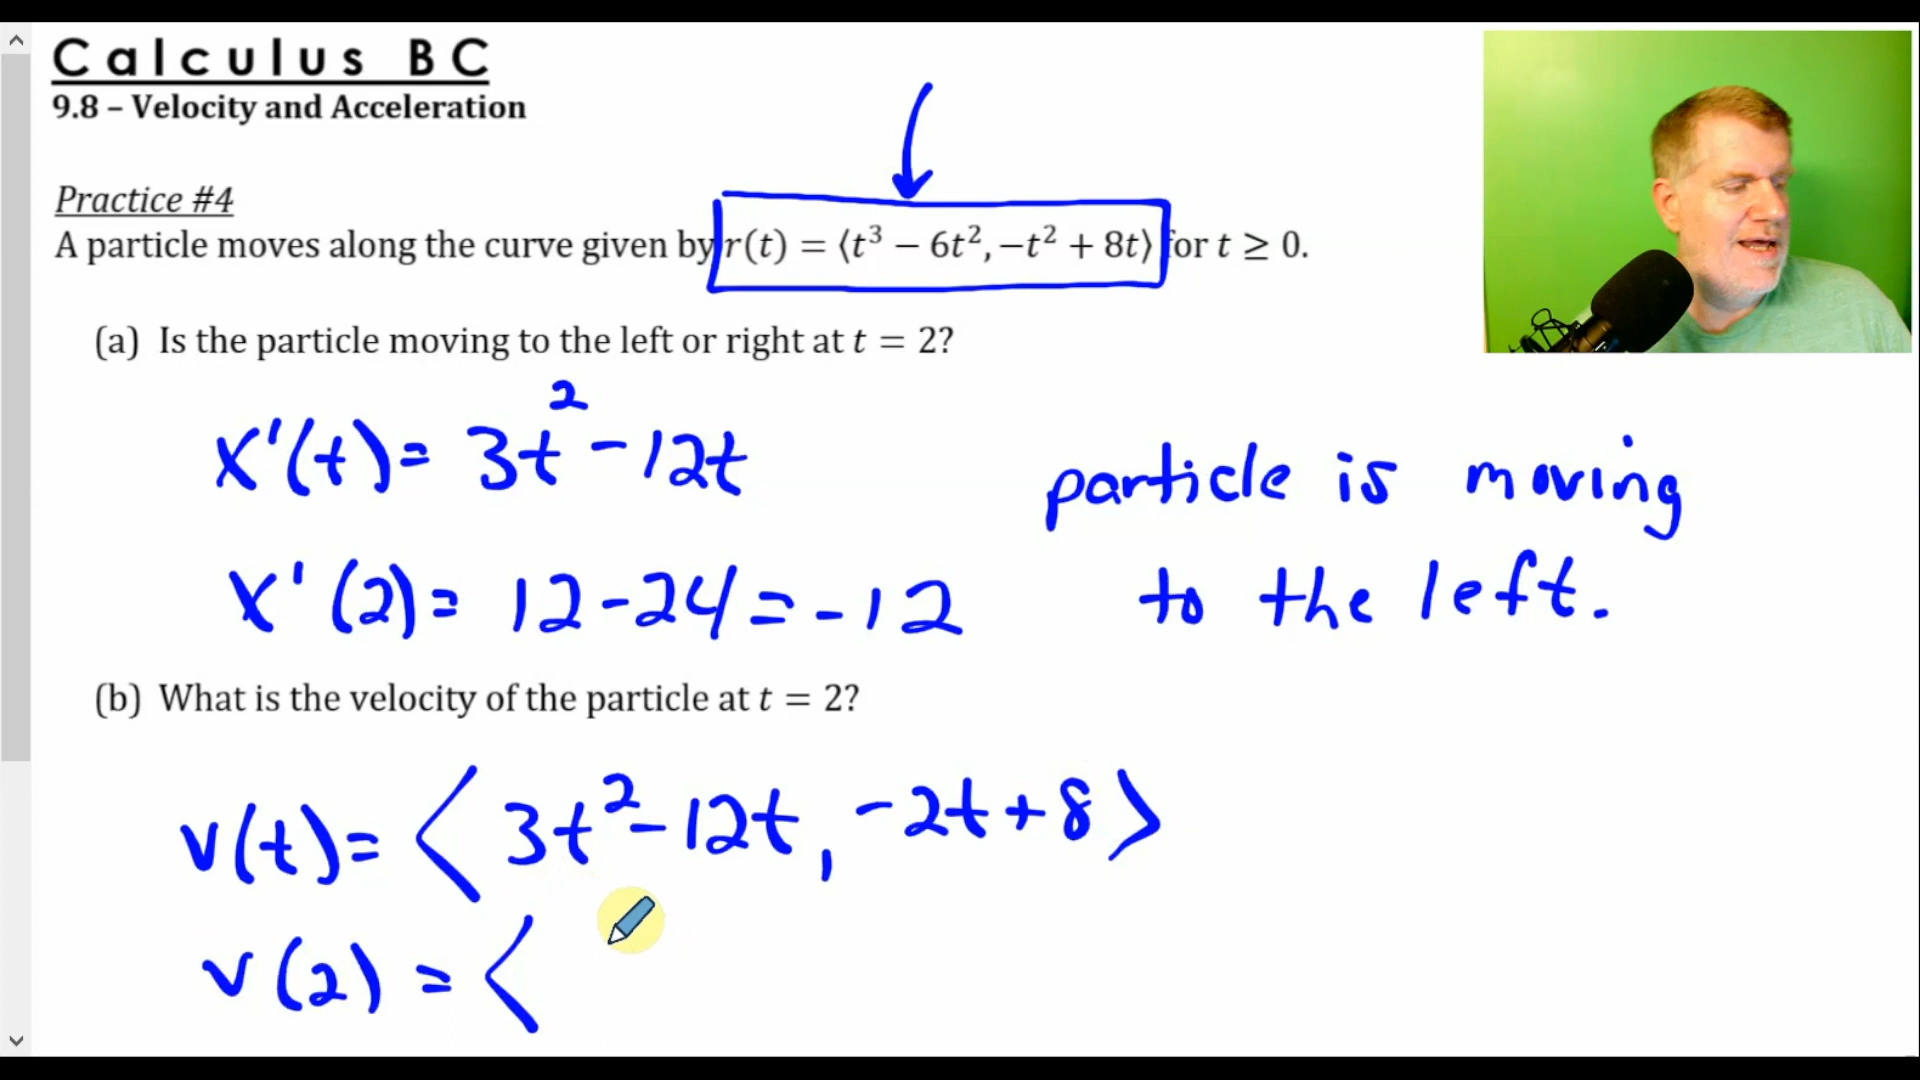 Calculus BC
9.8 – Velocity and Acceleration
Practice #4
A particle moves along the curve given by r(t) = ⟨t³ − 6t², −t² + 8t⟩ for t ≥ 0.
(a) Is the particle moving to the left or right at t = 2?
x'(t) = 3t² − 12t
x'(2) = 12 − 24 = −12
particle is moving
to the left.
(b) What is the velocity of the particle at t = 2?
v(t) = ⟨3t² − 12t, −2t + 8⟩
v(2) = ⟨